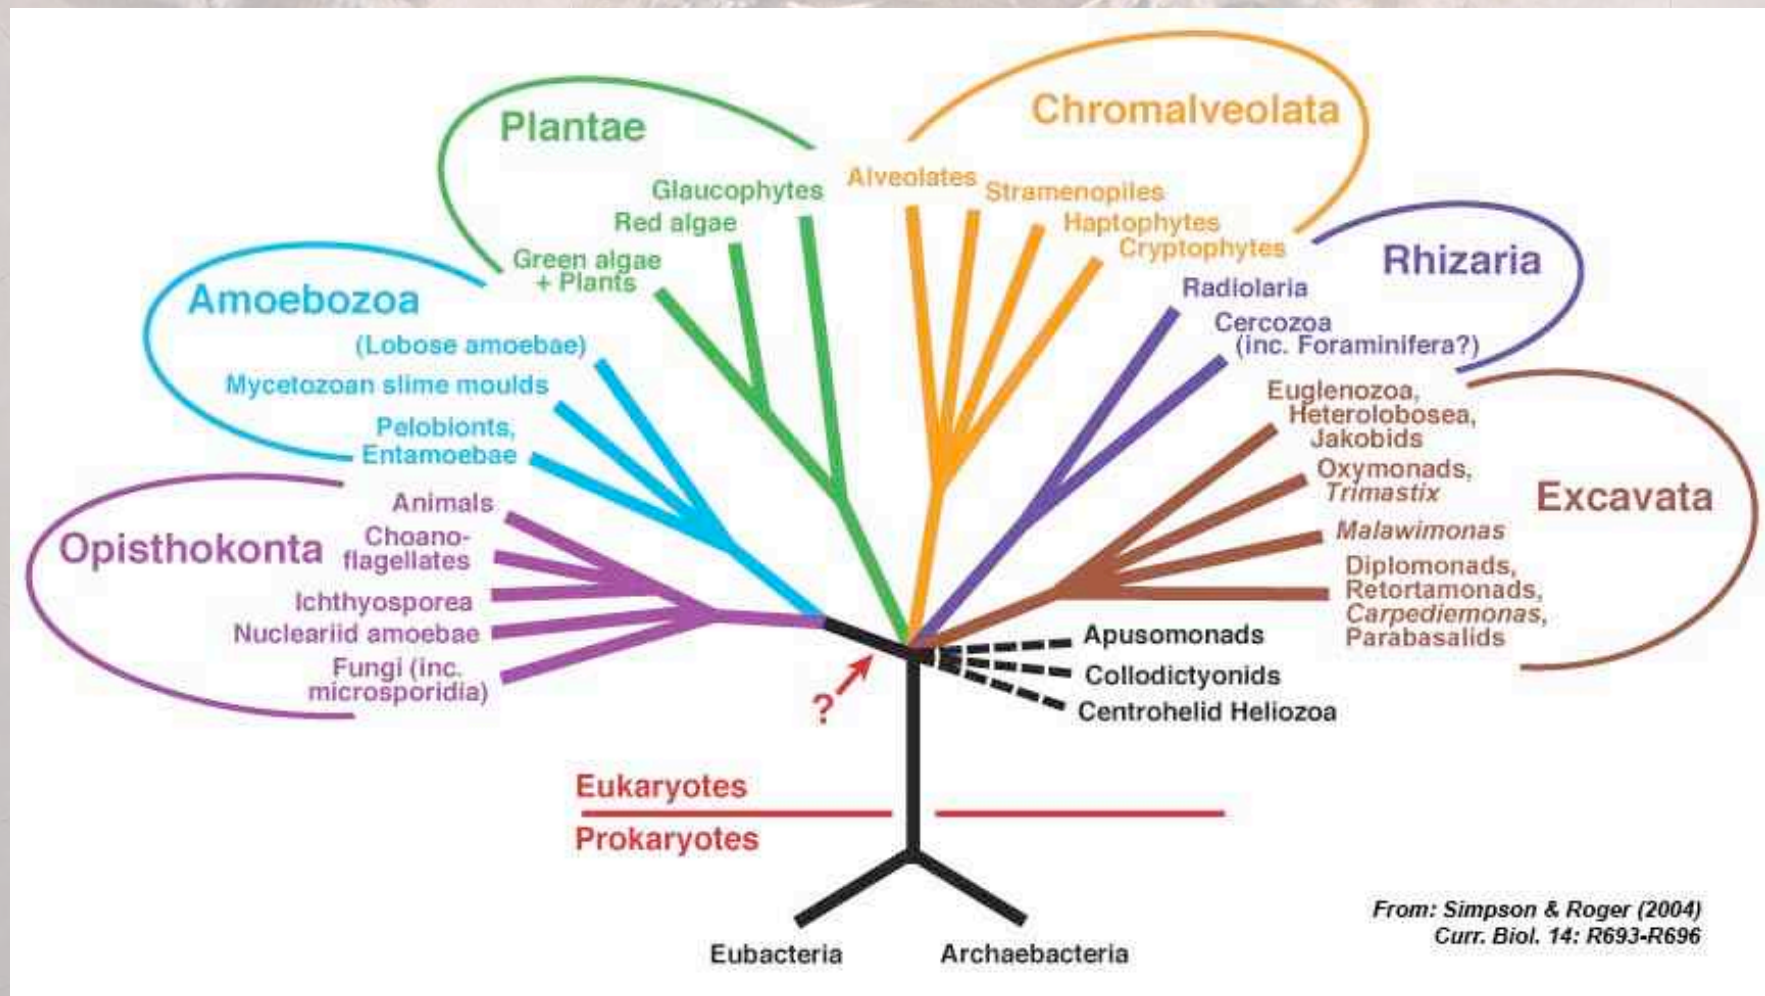 Plantae
Glaucophytes
Red algae
Green algae
+ Plants
Chromalveolata
Alveolates
Stramenopiles
Haptophytes
Cryptophytes
Amoebozoa
(Lobose amoebae)
Mycetozoan slime moulds
Pelobionts,
Entamoebae
Rhizaria
Radiolaria
Cercozoa
(inc. Foraminifera?)
Opisthokonta
Animals
Choano-
flagellates
Ichthyosporea
Nucleariid amoebae
Fungi (inc.
microsporidia)
Excavata
Euglenozoa,
Heterolobosea,
Jakobids
Oxymonads,
Trimastix
Malawimonas
Diplomonads,
Retortamonads,
Carpediemonas,
Parabasalids
Apusomonads
Collodictyonids
Centrohelid Heliozoa
?
Eukaryotes
Prokaryotes
Eubacteria
Archaebacteria
From: Simpson & Roger (2004)
Curr. Biol. 14: R693-R696